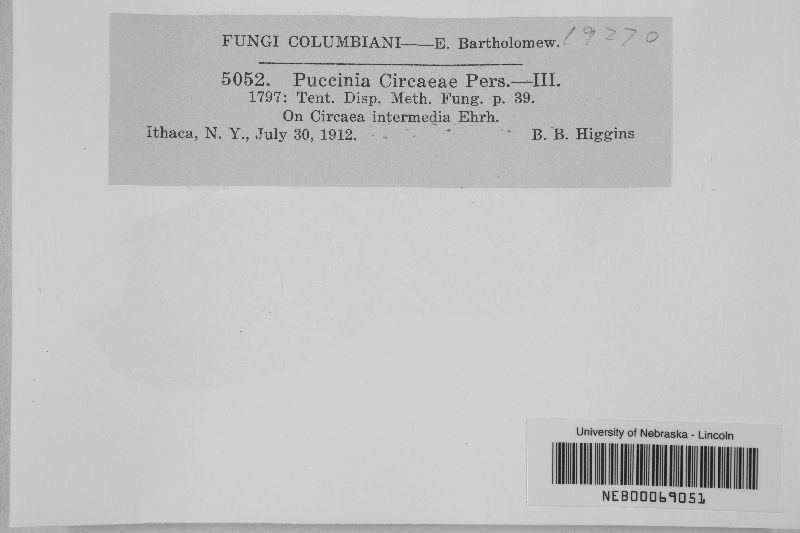 FUNGI COLUMBIANI——E. Bartholomew. 19270
5052. Puccinia Circaeae Pers.—III.
1797: Tent. Disp. Meth. Fung. p. 39.
On Circaea intermedia Ehrh.
Ithaca, N. Y., July 30, 1912. B. B. Higgins
University of Nebraska - Lincoln
NEB00069051